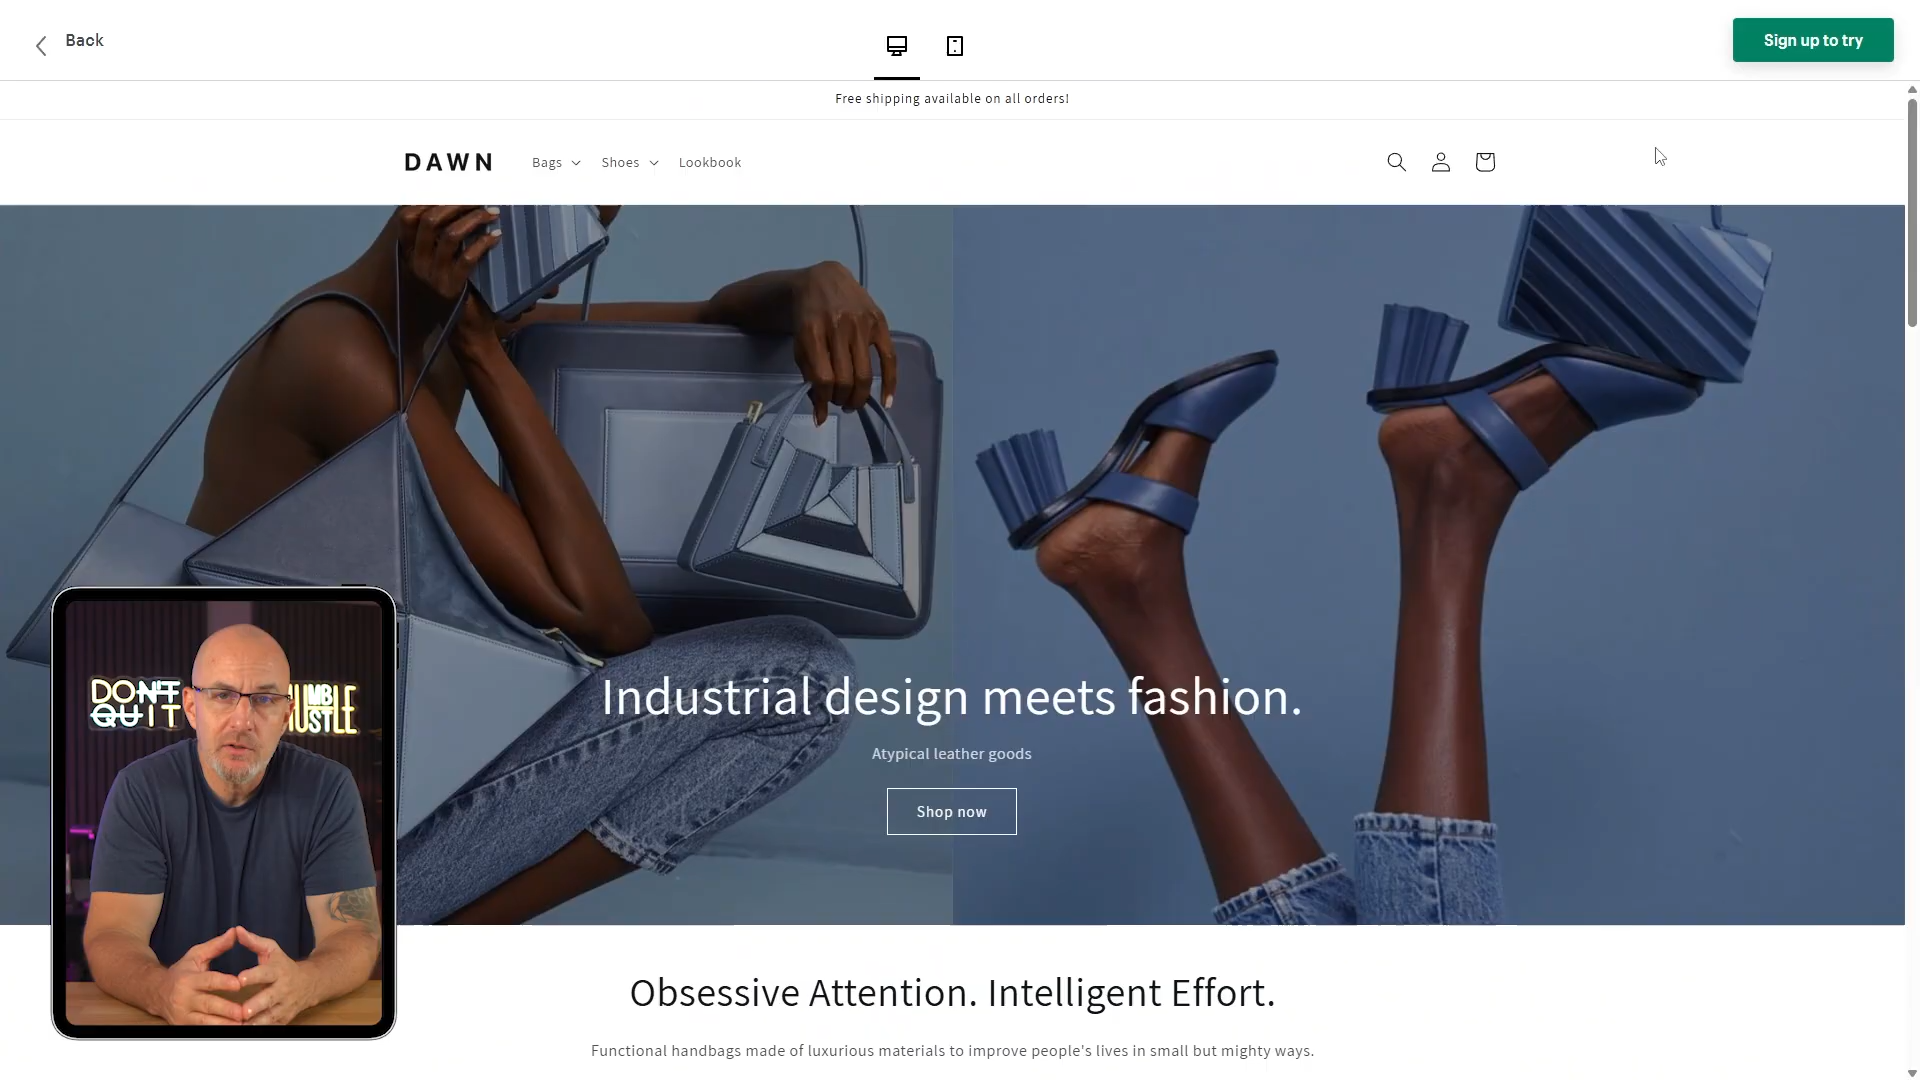 Back
Sign up to try
Free shipping available on all orders!
DAWN
Bags
Shoes
Lookbook
Industrial design meets fashion.
Atypical leather goods
Shop now
DON'T
QUIT
HUSTLE
Obsessive Attention. Intelligent Effort.
Functional handbags made of luxurious materials to improve people's lives in small but mighty ways.